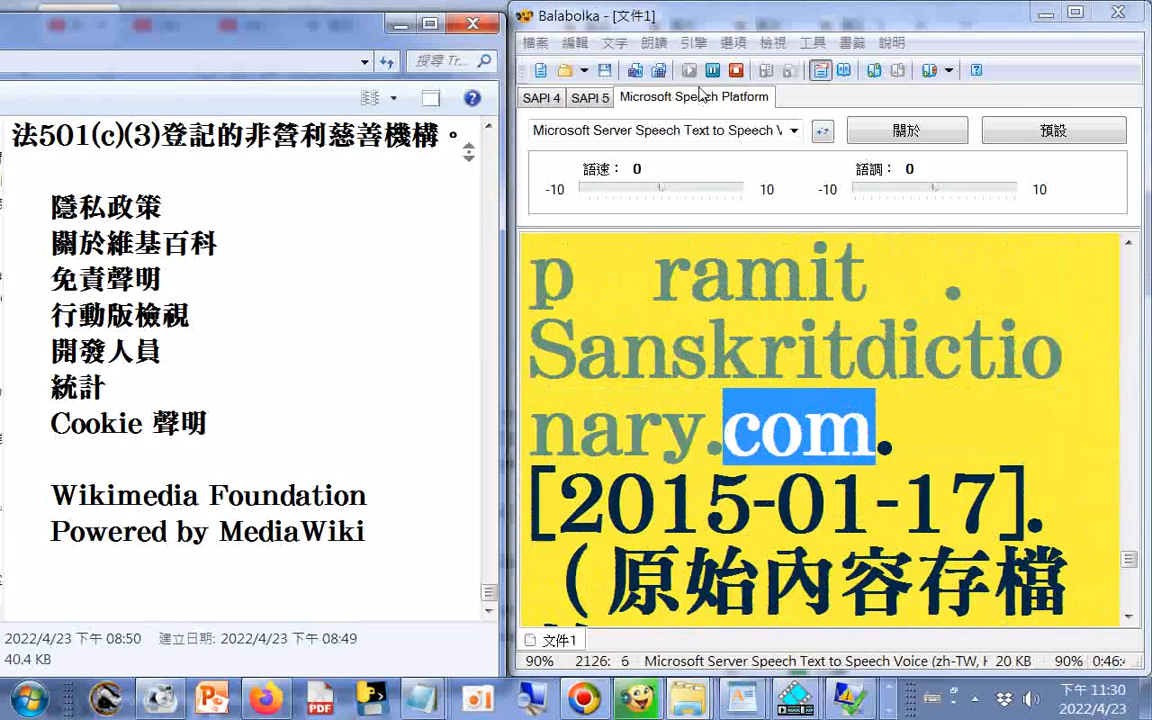 搜尋 Tr...
法501(c)(3)登記的非營利慈善機構。
隱私政策
關於維基百科
免責聲明
行動版檢視
開發人員
統計
Cookie 聲明
Wikimedia Foundation
Powered by MediaWiki
2022/4/23 下午 08:50 建立日期: 2022/4/23 下午 08:49
40.4 KB
Balabolka - [文件1]
檔案 編輯 文字 朗讀 引擎 選項 檢視 工具 書籤 說明
SAPI 4 SAPI 5 Microsoft Speech Platform
Microsoft Server Speech Text to Speech V 關於 預設
語速： 0 語調： 0
-10 10 -10 10
p ramit .
Sanskritdictio
nary.com.
[2015-01-17].
（原始內容存檔
文件1
90% 2126: 6 Microsoft Server Speech Text to Speech Voice (zh-TW, H 20 KB 90% 0:46:
下午 11:30
2022/4/23